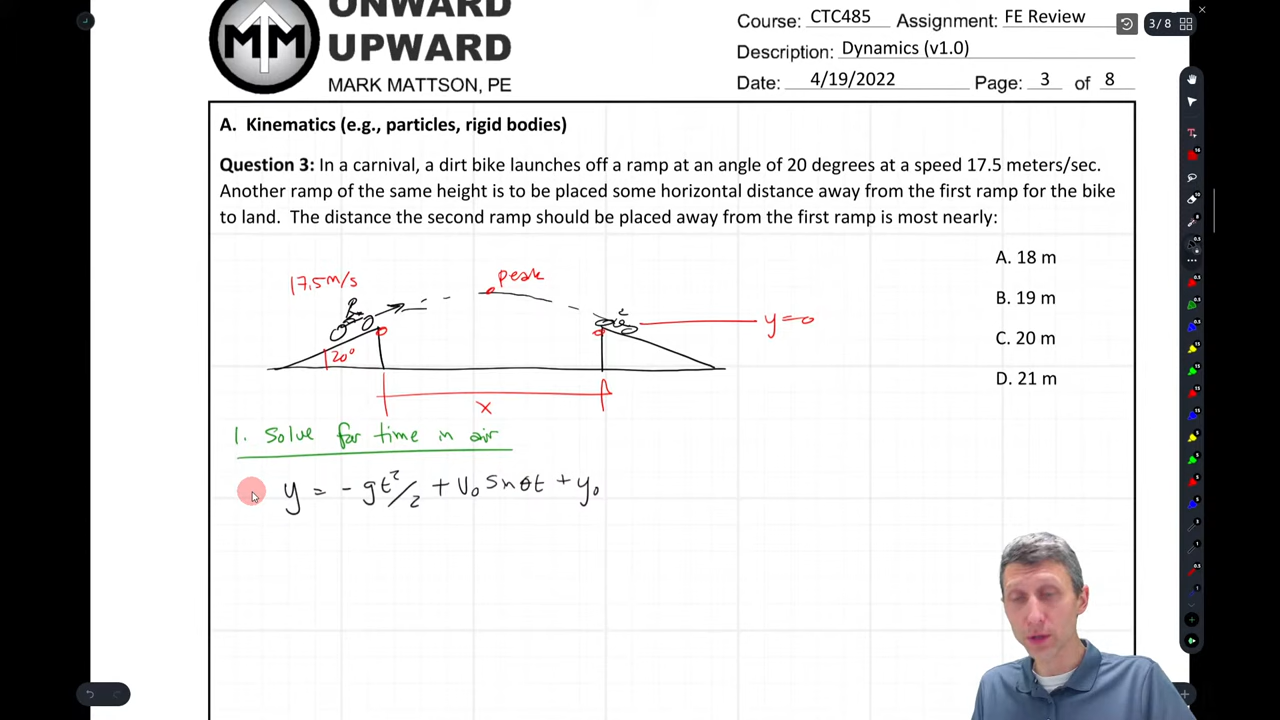 ONWARD
UPWARD
MM
MARK MATTSON, PE
Course: CTC485 Assignment: FE Review
Description: Dynamics (v1.0)
Date: 4/19/2022 Page: 3 of 8
3/8
A. Kinematics (e.g., particles, rigid bodies)
Question 3: In a carnival, a dirt bike launches off a ramp at an angle of 20 degrees at a speed 17.5 meters/sec.
Another ramp of the same height is to be placed some horizontal distance away from the first ramp for the bike
to land. The distance the second ramp should be placed away from the first ramp is most nearly:
A. 18 m
B. 19 m
C. 20 m
D. 21 m
17.5 m/s
peak
y=0
20°
x
1. Solve for time in air
y = - gt²/2 + v₀ sinθt + y₀